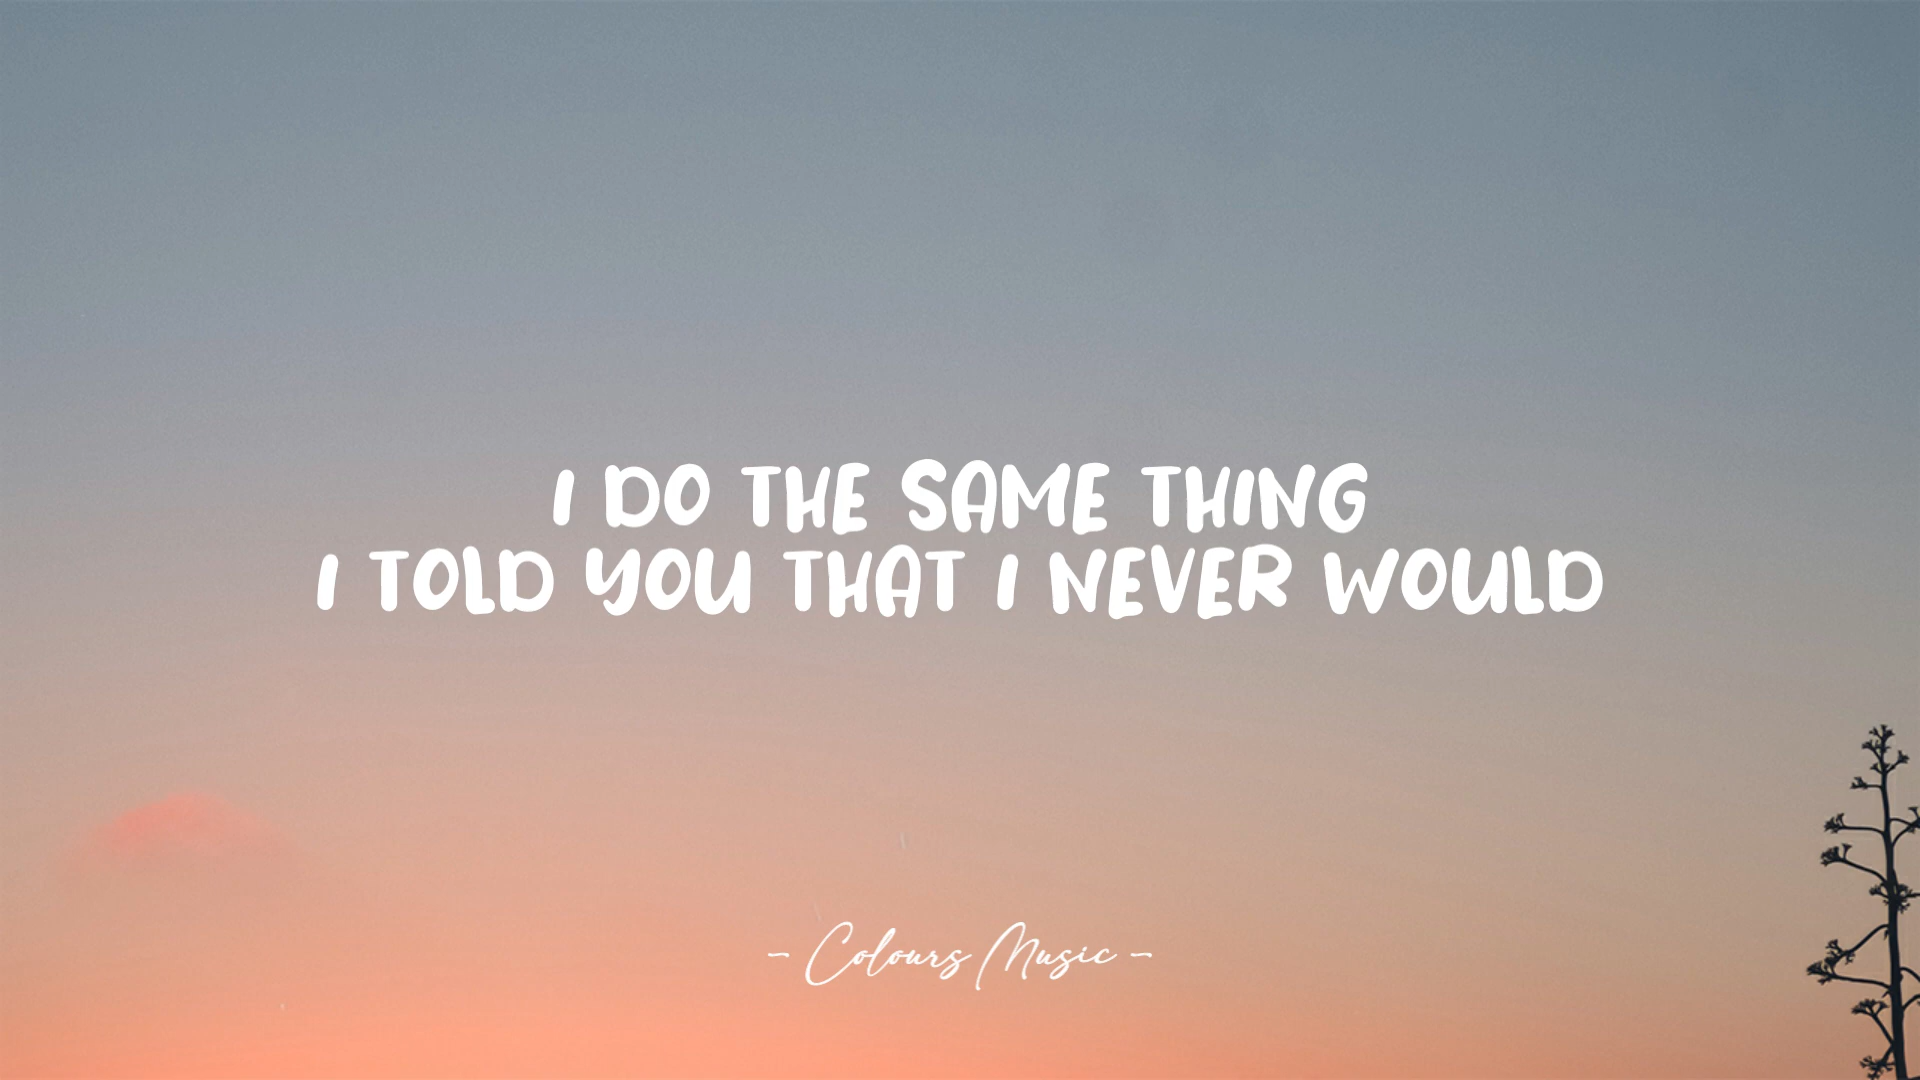 I DO THE SAME THING
I TOLD YOU THAT I NEVER WOULD
- Colours Music -